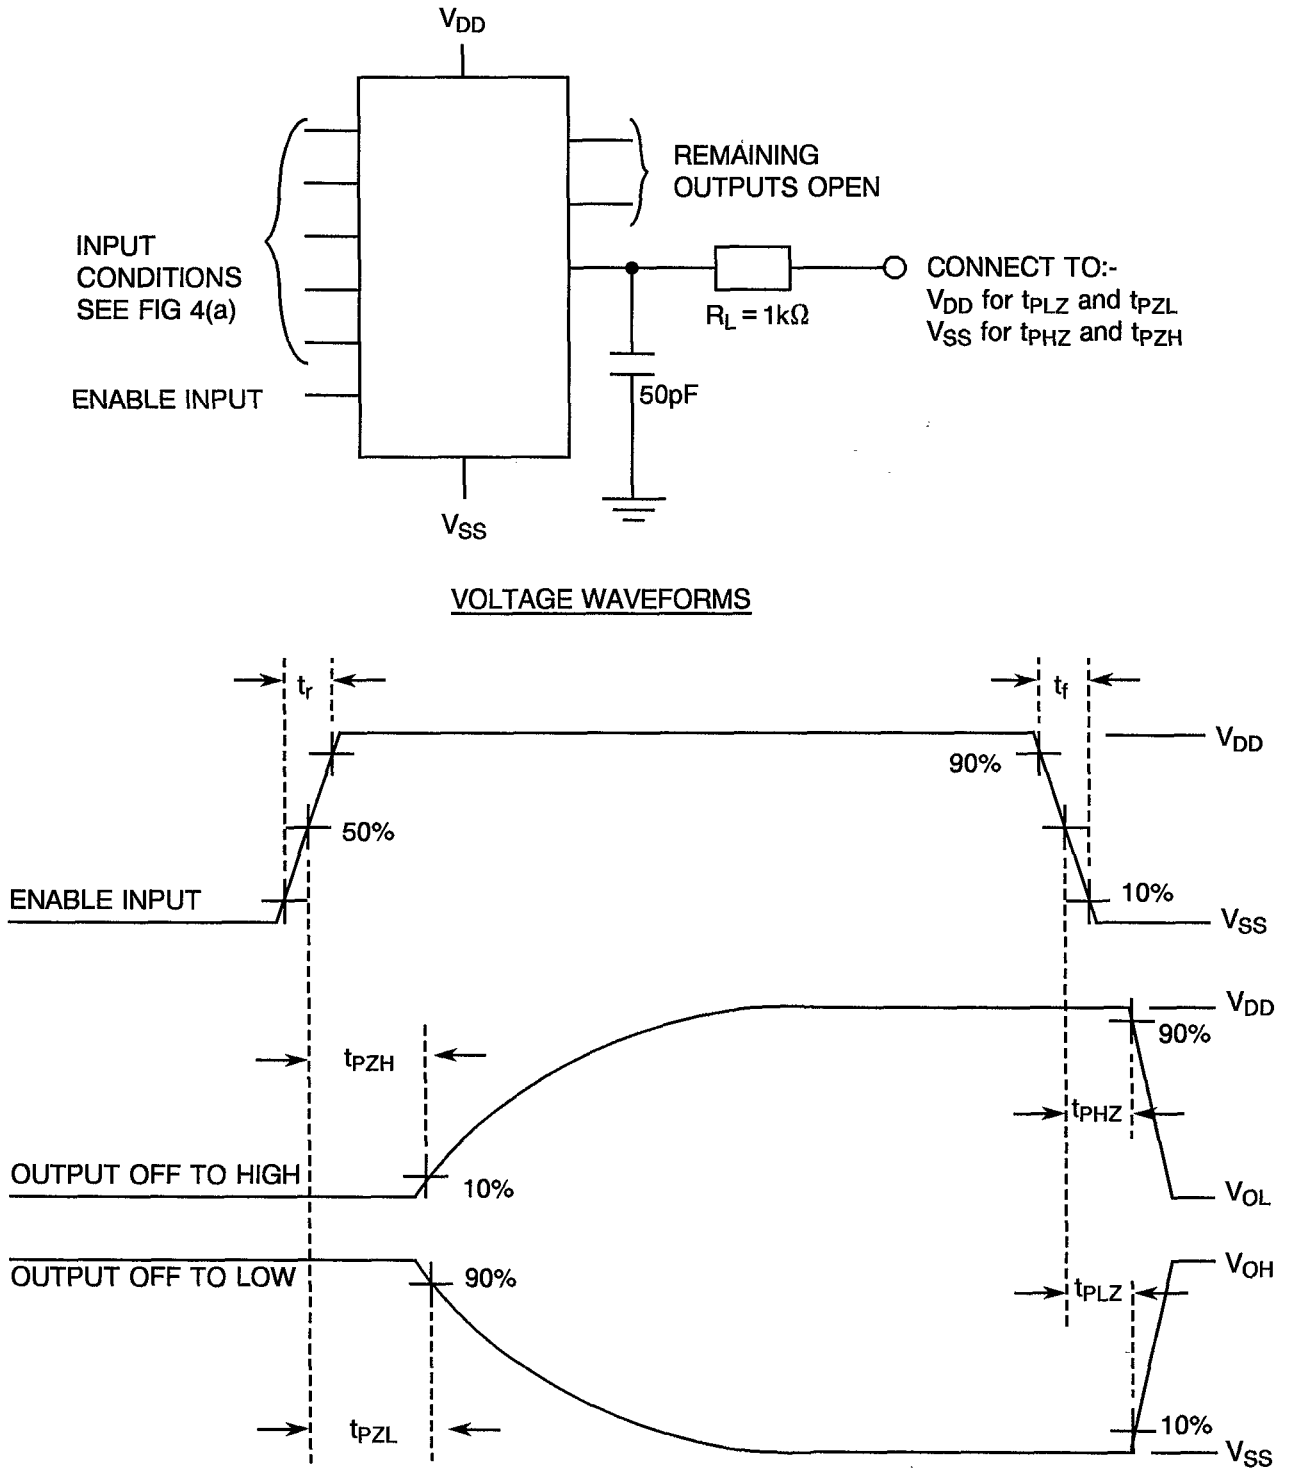 VDD
REMAINING
OUTPUTS OPEN
INPUT
CONDITIONS
SEE FIG 4(a)
CONNECT TO:-
VDD for tPLZ and tPZL
VSS for tPHZ and tPZH
RL = 1kΩ
ENABLE INPUT
50pF
VSS
VOLTAGE WAVEFORMS
tr
tf
VDD
90%
50%
ENABLE INPUT
10%
VSS
VDD
90%
tPZH
tPHZ
OUTPUT OFF TO HIGH
10%
VOL
VOH
OUTPUT OFF TO LOW
90%
tPLZ
tPZL
10%
VSS